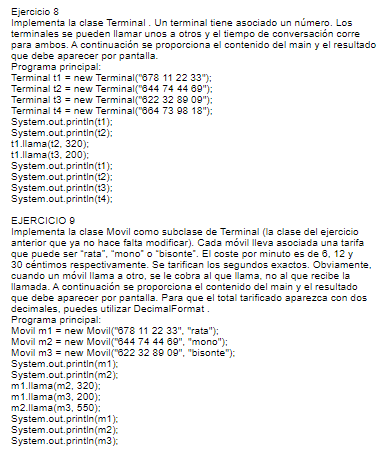 Ejercicio 8
Implementa la clase Terminal . Un terminal tiene asociado un número. Los
terminales se pueden llamar unos a otros y el tiempo de conversación corre
para ambos. A continuación se proporciona el contenido del main y el resultado
que debe aparecer por pantalla.
Programa principal:
Terminal t1 = new Terminal("678 11 22 33");
Terminal t2 = new Terminal("644 74 44 69");
Terminal t3 = new Terminal("622 32 89 09");
Terminal t4 = new Terminal("664 73 98 18");
System.out.println(t1);
System.out.println(t2);
t1.llama(t2, 320);
t1.llama(t3, 200);
System.out.println(t1);
System.out.println(t2);
System.out.println(t3);
System.out.println(t4);
EJERCICIO 9
Implementa la clase Movil como subclase de Terminal (la clase del ejercicio
anterior que ya no hace falta modificar). Cada móvil lleva asociada una tarifa
que puede ser "rata", "mono" o "bisonte". El coste por minuto es de 6, 12 y
30 céntimos respectivamente. Se tarifican los segundos exactos. Obviamente,
cuando un móvil llama a otro, se le cobra al que llama, no al que recibe la
llamada. A continuación se proporciona el contenido del main y el resultado
que debe aparecer por pantalla. Para que el total tarificado aparezca con dos
decimales, puedes utilizar DecimalFormat .
Programa principal:
Movil m1 = new Movil("678 11 22 33", "rata");
Movil m2 = new Movil("644 74 44 69", "mono");
Movil m3 = new Movil("622 32 89 09", "bisonte");
System.out.println(m1);
System.out.println(m2);
m1.llama(m2, 320);
m1.llama(m3, 200);
m2.llama(m3, 550);
System.out.println(m1);
System.out.println(m2);
System.out.println(m3);